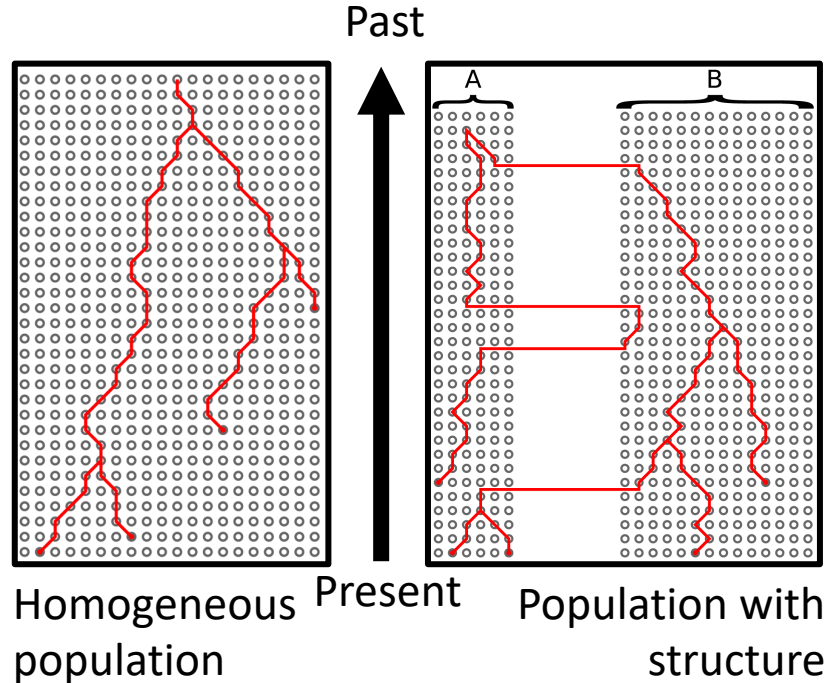 Past
A
B
Present
Homogeneous
population
Population with
structure